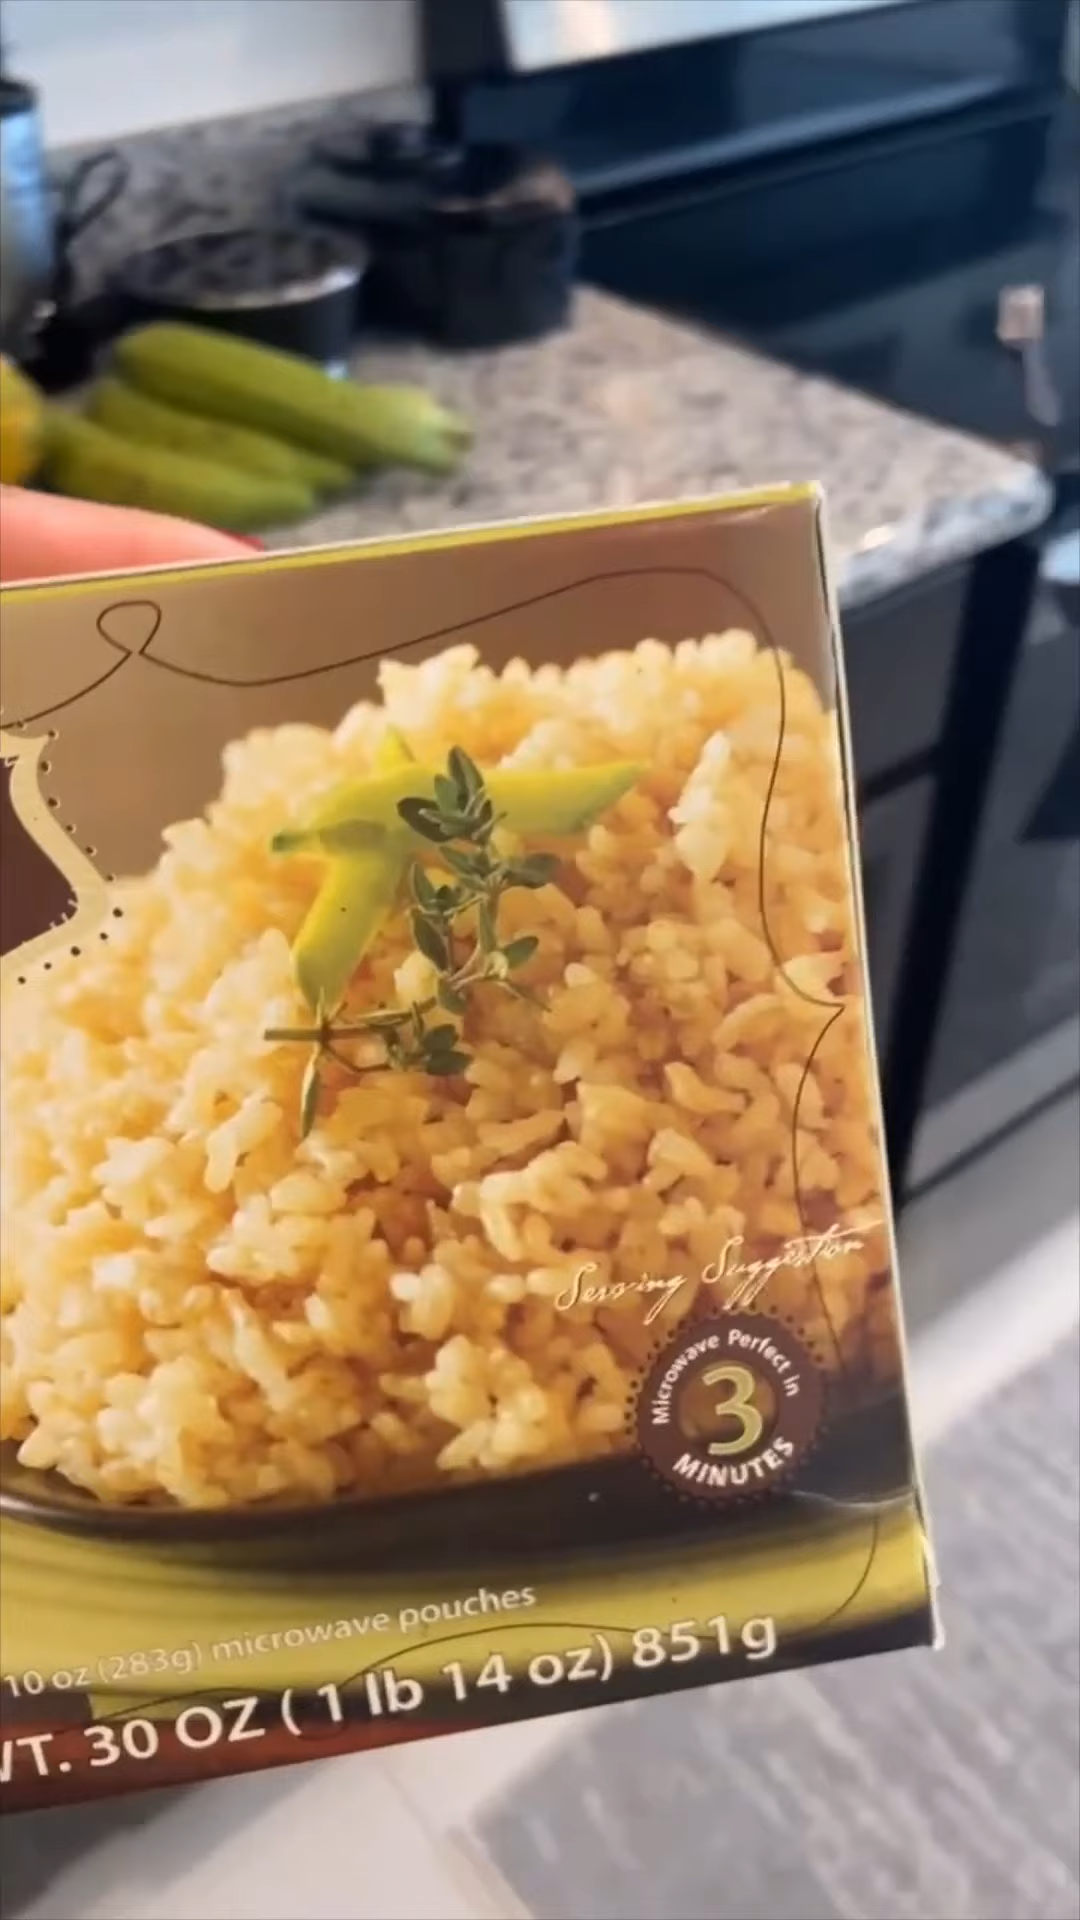 Serving Suggestion
Microwave Perfect in
3
MINUTES
10 oz (283g) microwave pouches
WT. 30 OZ ( 1 lb 14 oz) 851g